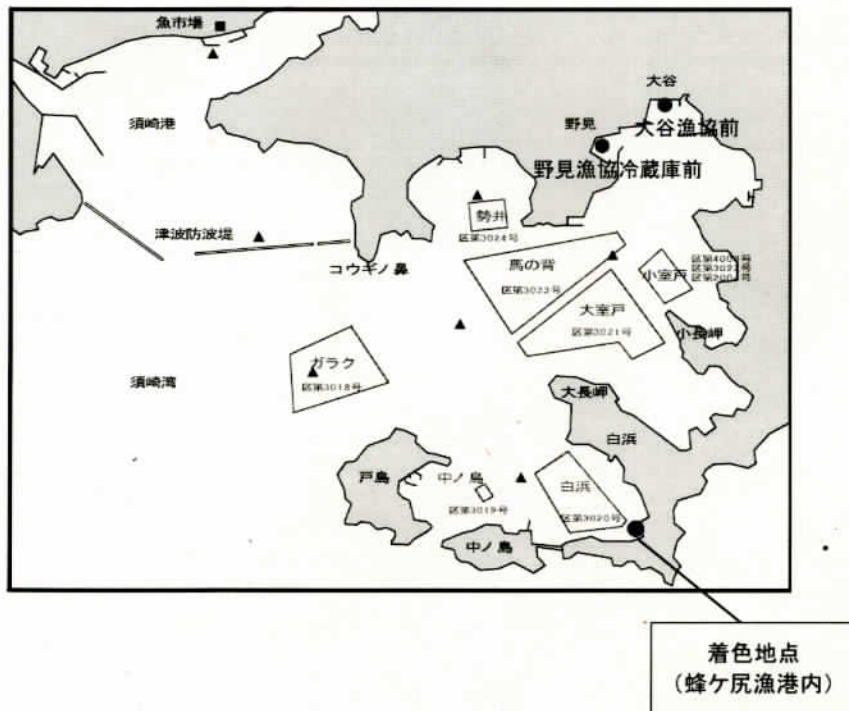 魚市場
大谷
須崎港
野見
大谷漁協前
野見漁協冷蔵庫前
勢井
区第3024号
津波防波堤
コウギノ鼻
馬の背
区第3022号
小室戸
大室戸
区第3021号
小長岬
ガラク
区第3018号
須崎湾
大長岬
白浜
戸島
中ノ島
区第3019号
白浜
区第3020号
中ノ島
着色地点
（蜂ケ尻漁港内）